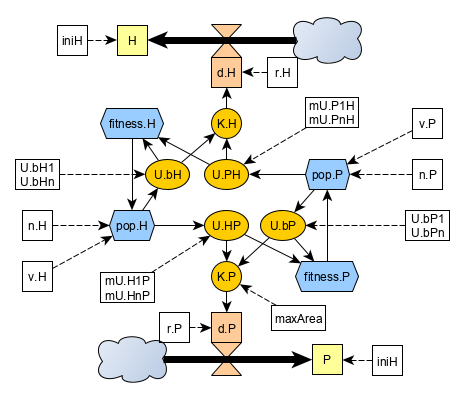 iniH
H
d.H
r.H
fitness.H
K.H
mU.P1H
mU.PnH
v.P
U.bH1
U.bHn
U.bH
U.PH
pop.P
n.P
n.H
pop.H
U.HP
U.bP
U.bP1
U.bPn
v.H
mU.H1P
mU.HnP
K.P
fitness.P
maxArea
r.P
d.P
P
iniH